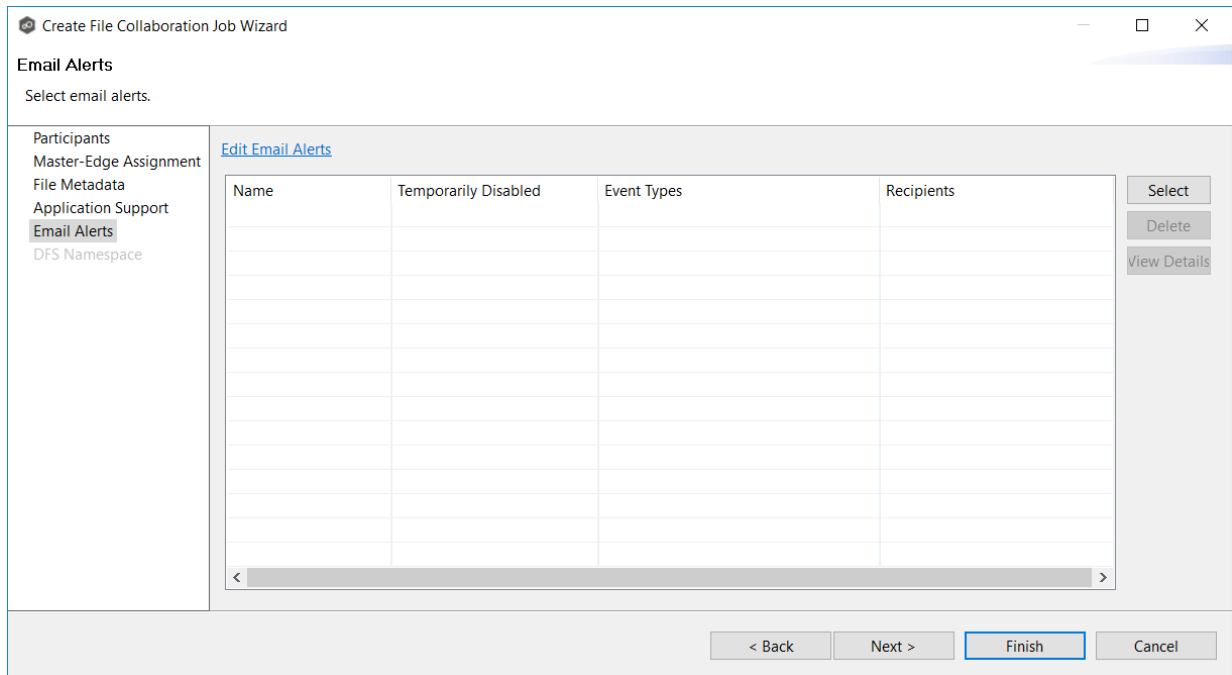 Create File Collaboration Job Wizard
Email Alerts
Select email alerts.
Participants
Master-Edge Assignment
File Metadata
Application Support
Email Alerts
DFS Namespace
Edit Email Alerts
Name Temporarily Disabled Event Types Recipients
Select
Delete
View Details
< Back Next > Finish Cancel